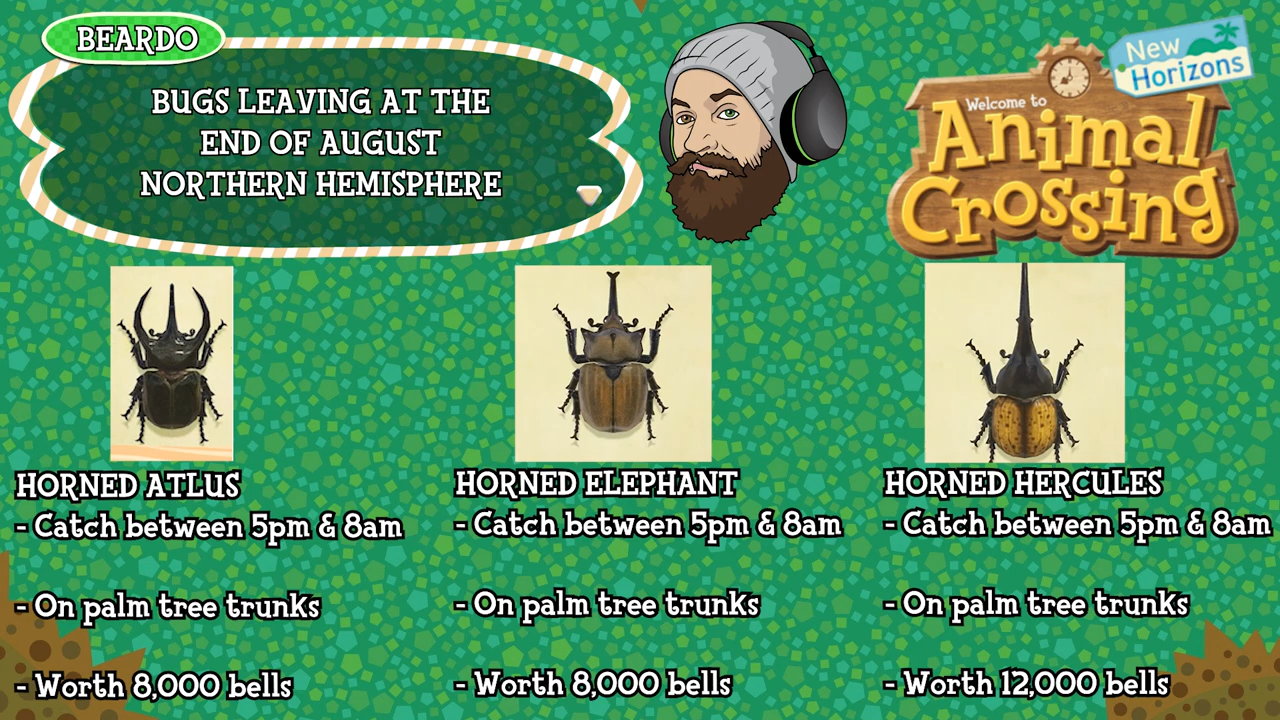 BEARDO
BUGS LEAVING AT THE
END OF AUGUST
NORTHERN HEMISPHERE
New
Horizons
Welcome to
Animal
Crossing
HORNED ATLUS
- Catch between 5pm & 8am
- On palm tree trunks
- Worth 8,000 bells
HORNED ELEPHANT
- Catch between 5pm & 8am
- On palm tree trunks
- Worth 8,000 bells
HORNED HERCULES
- Catch between 5pm & 8am
- On palm tree trunks
- Worth 12,000 bells